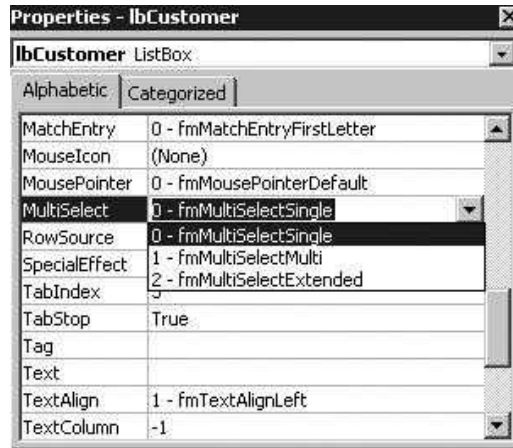 Properties - lbCustomer
lbCustomer ListBox
Alphabetic Categorized
MatchEntry 0 - fmMatchEntryFirstLetter
MouseIcon (None)
MousePointer 0 - fmMousePointerDefault
MultiSelect 0 - fmMultiSelectSingle
RowSource 0 - fmMultiSelectSingle
1 - fmMultiSelectMulti
SpecialEffect 2 - fmMultiSelectExtended
TabIndex
TabStop True
Tag
Text
TextAlign 1 - fmTextAlignLeft
TextColumn -1